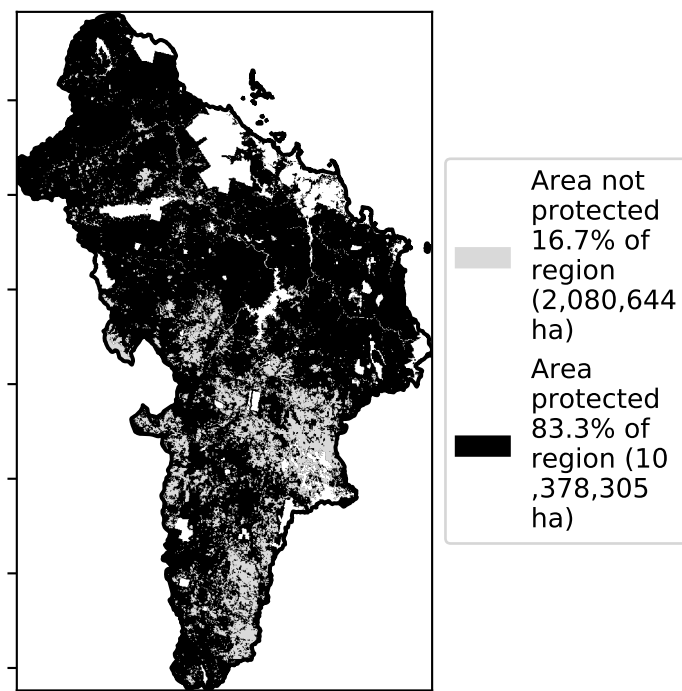 Area not
protected
16.7% of
region
(2,080,644
ha)
Area
protected
83.3% of
region (10
,378,305
ha)